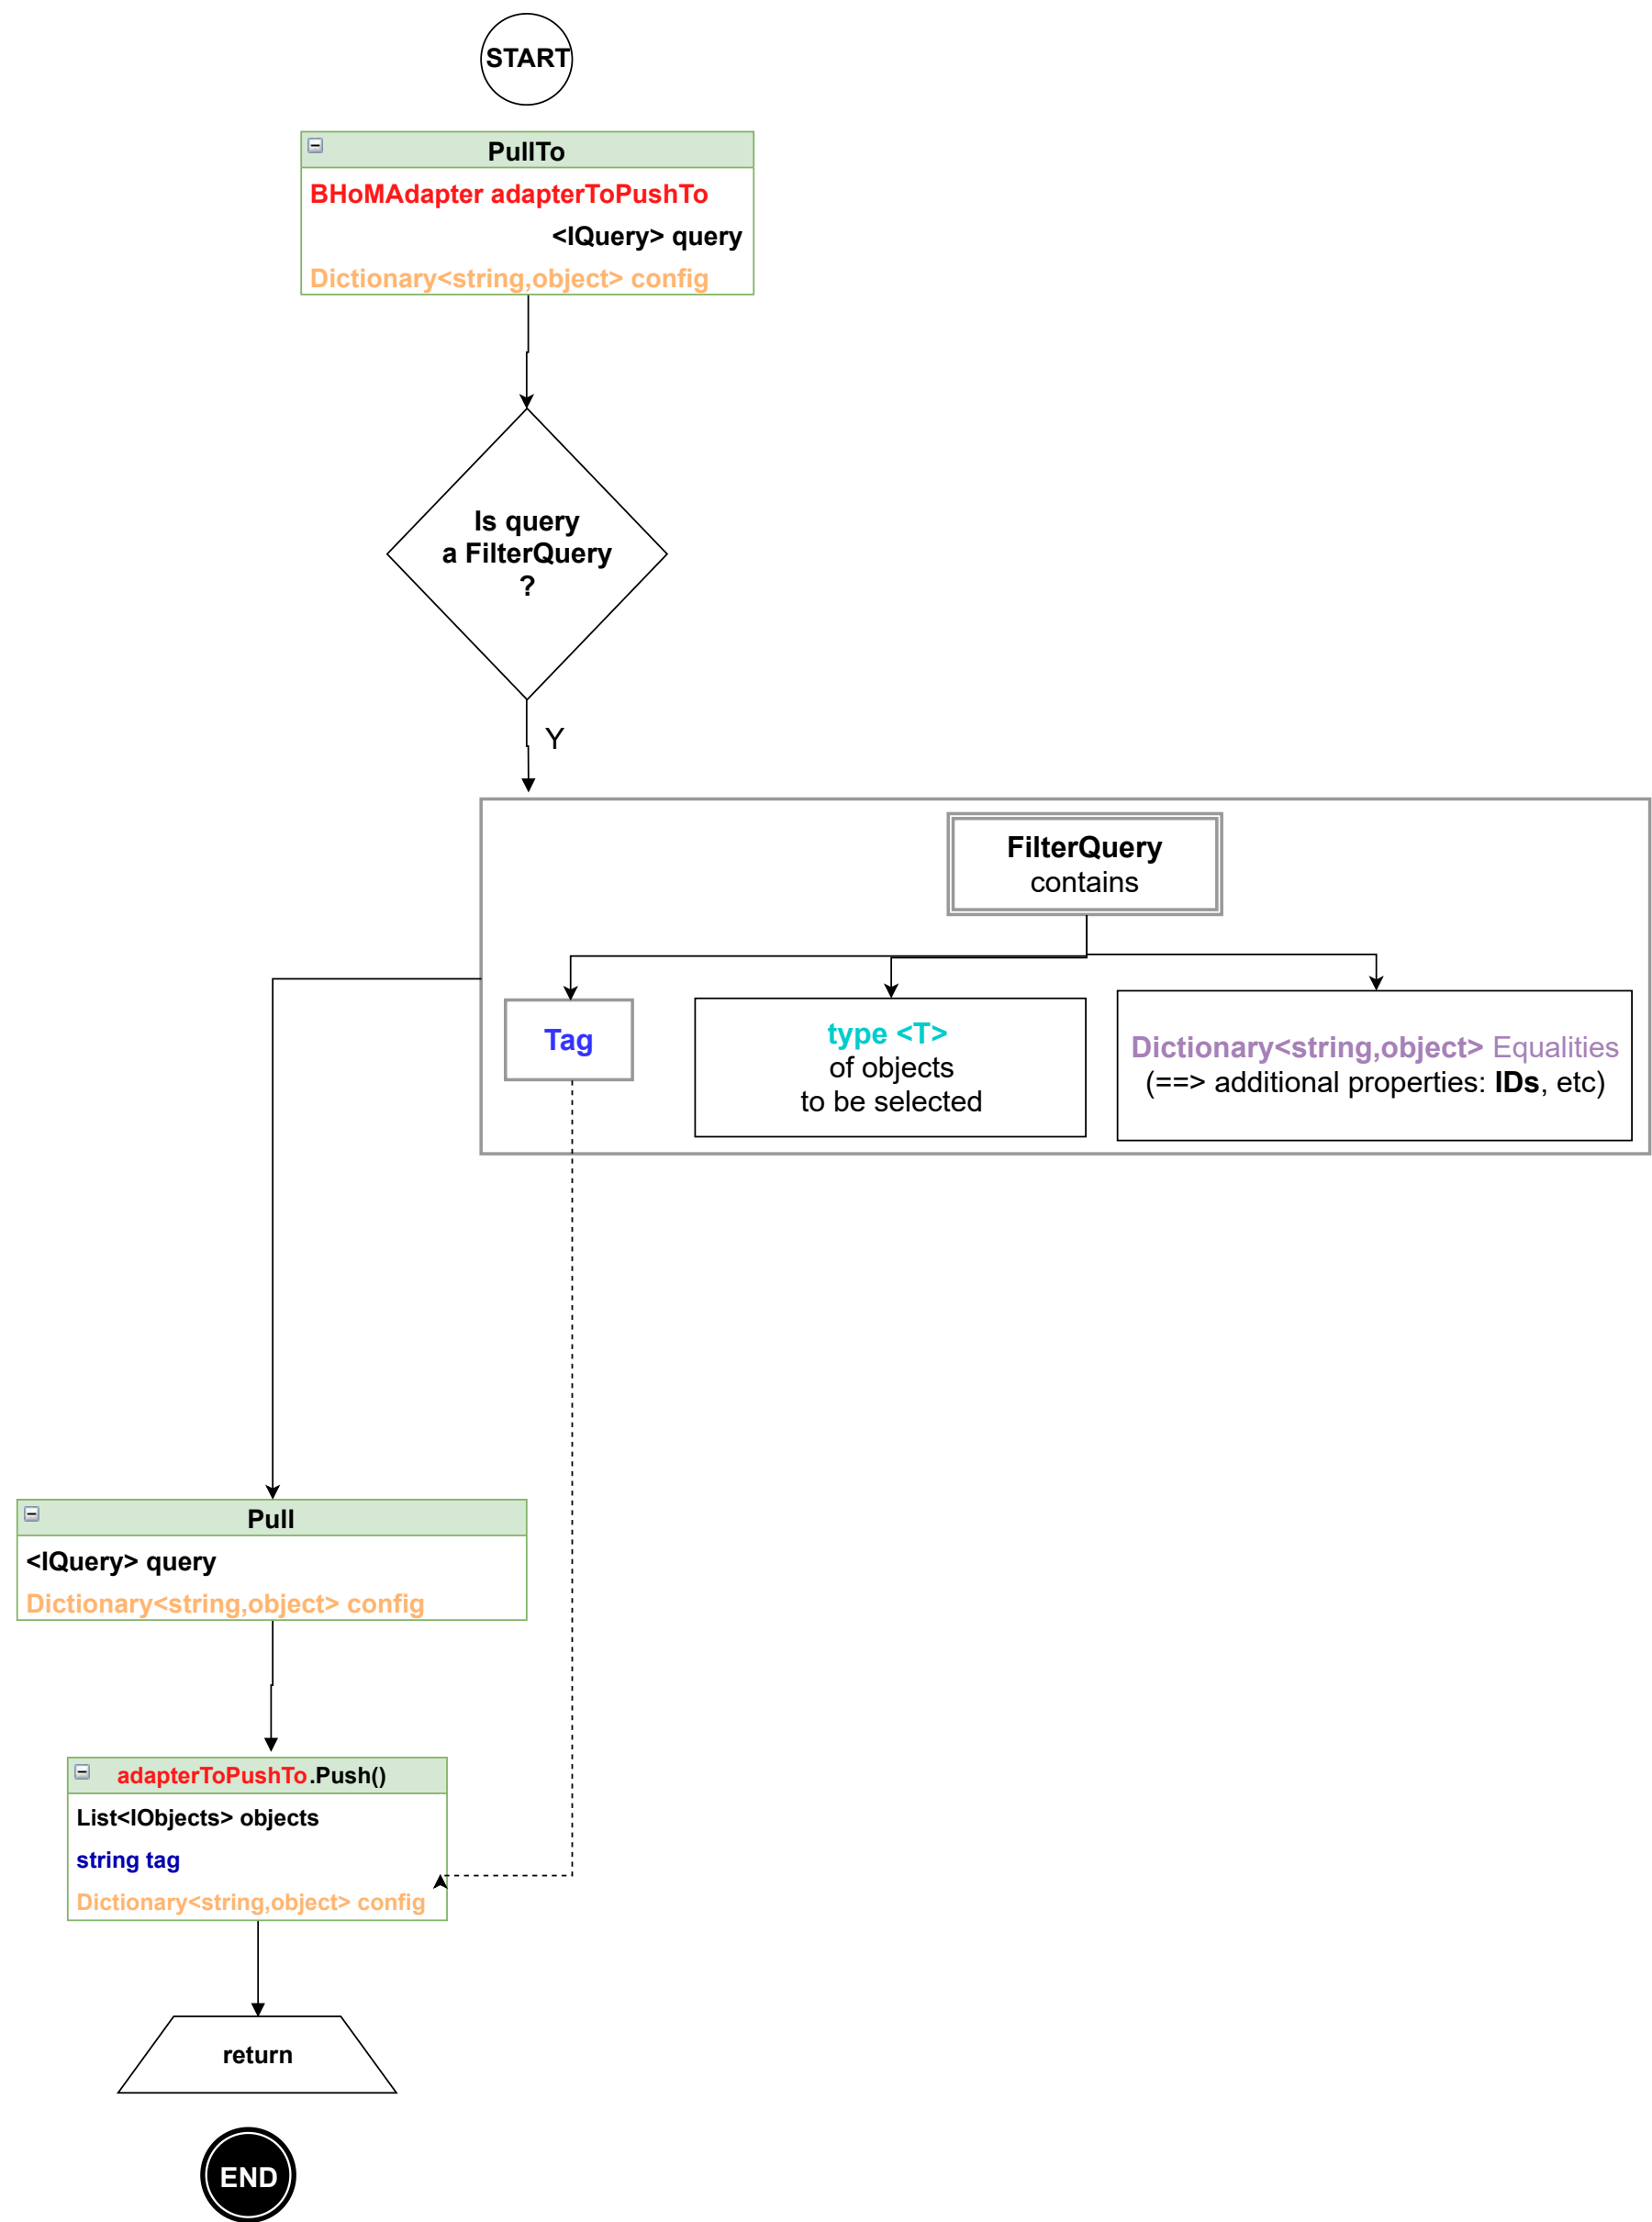 START
PullTo
BHoMAdapter adapterToPushTo
<IQuery> query
Dictionary<string,object> config
Is query
a FilterQuery
?
Y
FilterQuery
contains
Tag
type <T>
of objects
to be selected
Dictionary<string,object> Equalities
(==> additional properties: IDs, etc)
Pull
<IQuery> query
Dictionary<string,object> config
adapterToPushTo.Push()
List<IObjects> objects
string tag
Dictionary<string,object> config
return
END